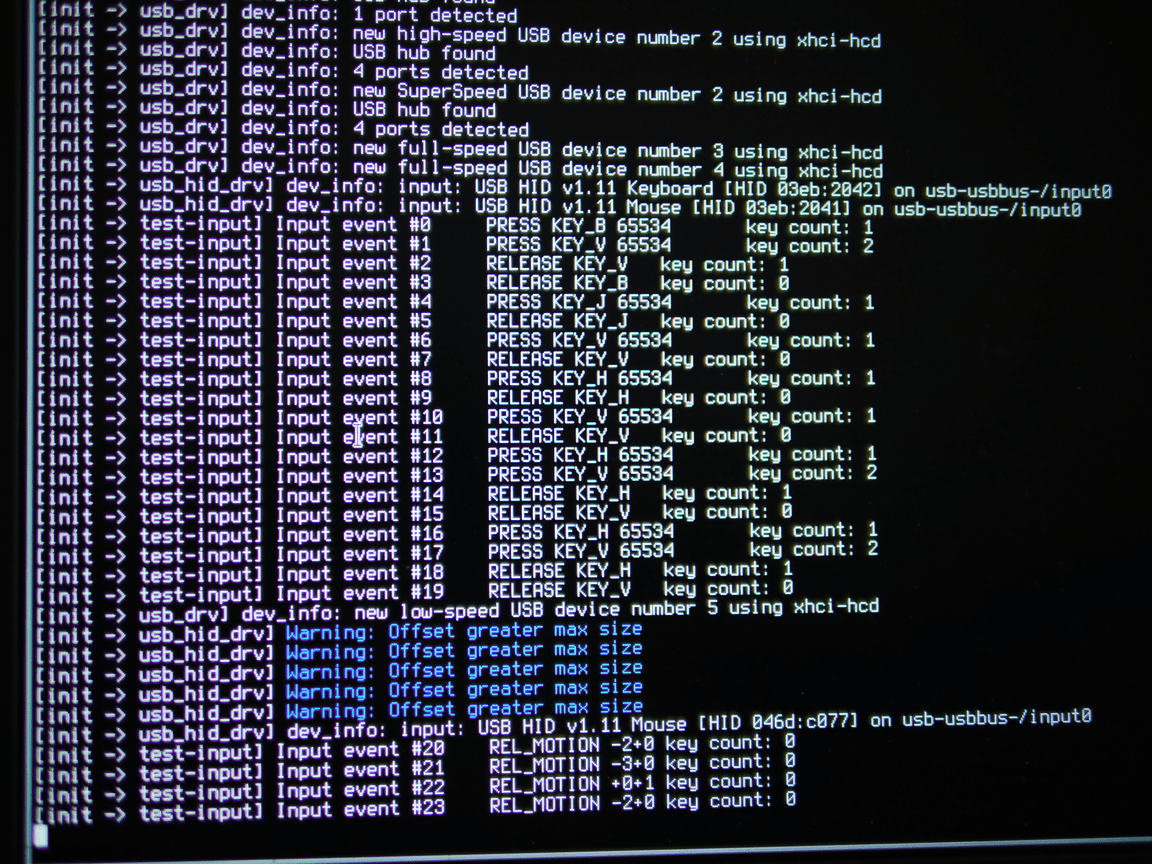 [init -> usb_drv] dev_info: USB hub found
[init -> usb_drv] dev_info: 1 port detected
[init -> usb_drv] dev_info: new high-speed USB device number 2 using xhci-hcd
[init -> usb_drv] dev_info: USB hub found
[init -> usb_drv] dev_info: 4 ports detected
[init -> usb_drv] dev_info: new SuperSpeed USB device number 2 using xhci-hcd
[init -> usb_drv] dev_info: USB hub found
[init -> usb_drv] dev_info: 4 ports detected
[init -> usb_drv] dev_info: new full-speed USB device number 3 using xhci-hcd
[init -> usb_drv] dev_info: new full-speed USB device number 4 using xhci-hcd
[init -> usb_hid_drv] dev_info: input: USB HID v1.11 Keyboard [HID 03eb:2042] on usb-usbbus-/input0
[init -> usb_hid_drv] dev_info: input: USB HID v1.11 Mouse [HID 03eb:2041] on usb-usbbus-/input0
[init -> test-input] Input event #0 PRESS KEY_B 65534 key count: 1
[init -> test-input] Input event #1 PRESS KEY_V 65534 key count: 2
[init -> test-input] Input event #2 RELEASE KEY_V key count: 1
[init -> test-input] Input event #3 RELEASE KEY_B key count: 0
[init -> test-input] Input event #4 PRESS KEY_J 65534 key count: 1
[init -> test-input] Input event #5 RELEASE KEY_J key count: 0
[init -> test-input] Input event #6 PRESS KEY_V 65534 key count: 1
[init -> test-input] Input event #7 RELEASE KEY_V key count: 0
[init -> test-input] Input event #8 PRESS KEY_H 65534 key count: 1
[init -> test-input] Input event #9 RELEASE KEY_H key count: 0
[init -> test-input] Input event #10 PRESS KEY_V 65534 key count: 1
[init -> test-input] Input event #11 RELEASE KEY_V key count: 0
[init -> test-input] Input event #12 PRESS KEY_H 65534 key count: 1
[init -> test-input] Input event #13 PRESS KEY_V 65534 key count: 2
[init -> test-input] Input event #14 RELEASE KEY_H key count: 1
[init -> test-input] Input event #15 RELEASE KEY_V key count: 0
[init -> test-input] Input event #16 PRESS KEY_H 65534 key count: 1
[init -> test-input] Input event #17 PRESS KEY_V 65534 key count: 2
[init -> test-input] Input event #18 RELEASE KEY_H key count: 1
[init -> test-input] Input event #19 RELEASE KEY_V key count: 0
[init -> usb_drv] dev_info: new low-speed USB device number 5 using xhci-hcd
[init -> usb_hid_drv] Warning: Offset greater max size
[init -> usb_hid_drv] Warning: Offset greater max size
[init -> usb_hid_drv] Warning: Offset greater max size
[init -> usb_hid_drv] Warning: Offset greater max size
[init -> usb_hid_drv] Warning: Offset greater max size
[init -> usb_hid_drv] dev_info: input: USB HID v1.11 Mouse [HID 046d:c077] on usb-usbbus-/input0
[init -> test-input] Input event #20 REL_MOTION -2+0 key count: 0
[init -> test-input] Input event #21 REL_MOTION -3+0 key count: 0
[init -> test-input] Input event #22 REL_MOTION +0+1 key count: 0
[init -> test-input] Input event #23 REL_MOTION -2+0 key count: 0